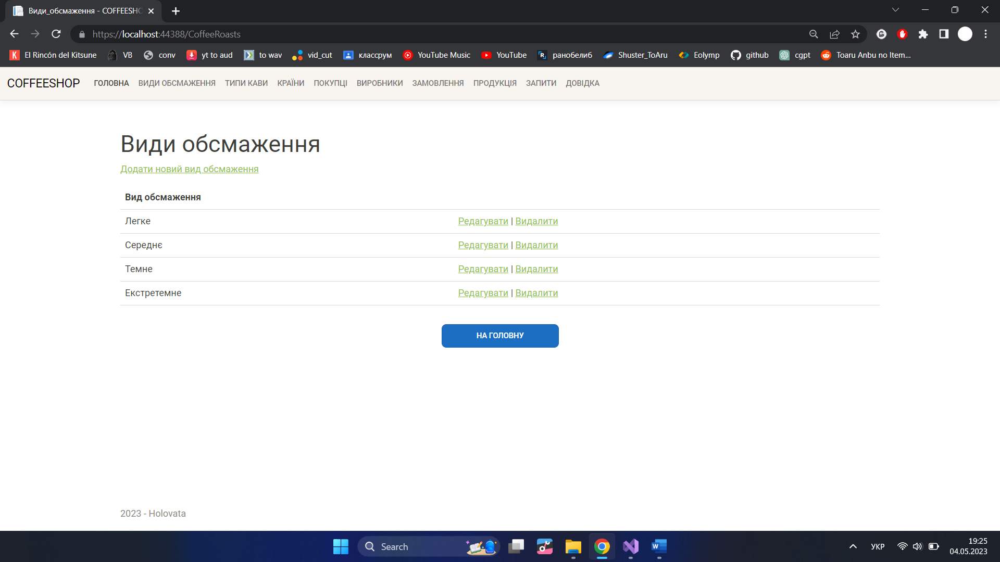 Види_обсмаження - COFFEESHO
https://localhost:44388/CoffeeRoasts
El Rincón del Kitsune VB conv yt to aud to wav vid_cut классрум YouTube Music YouTube ранобелиб Shuster_ToAru Eolymp github cgpt Toaru Anbu no Item...
COFFEESHOP ГОЛОВНА ВИДИ ОБСМАЖЕННЯ ТИПИ КАВИ КРАЇНИ ПОКУПЦІ ВИРОБНИКИ ЗАМОВЛЕННЯ ПРОДУКЦІЯ ЗАПИТИ ДОВІДКА
Види обсмаження
Додати новий вид обсмаження
Вид обсмаження
Легке Редагувати | Видалити
Середнє Редагувати | Видалити
Темне Редагувати | Видалити
Екстретемне Редагувати | Видалити
НА ГОЛОВНУ
2023 - Holovata
Search
УКР
19:25
04.05.2023